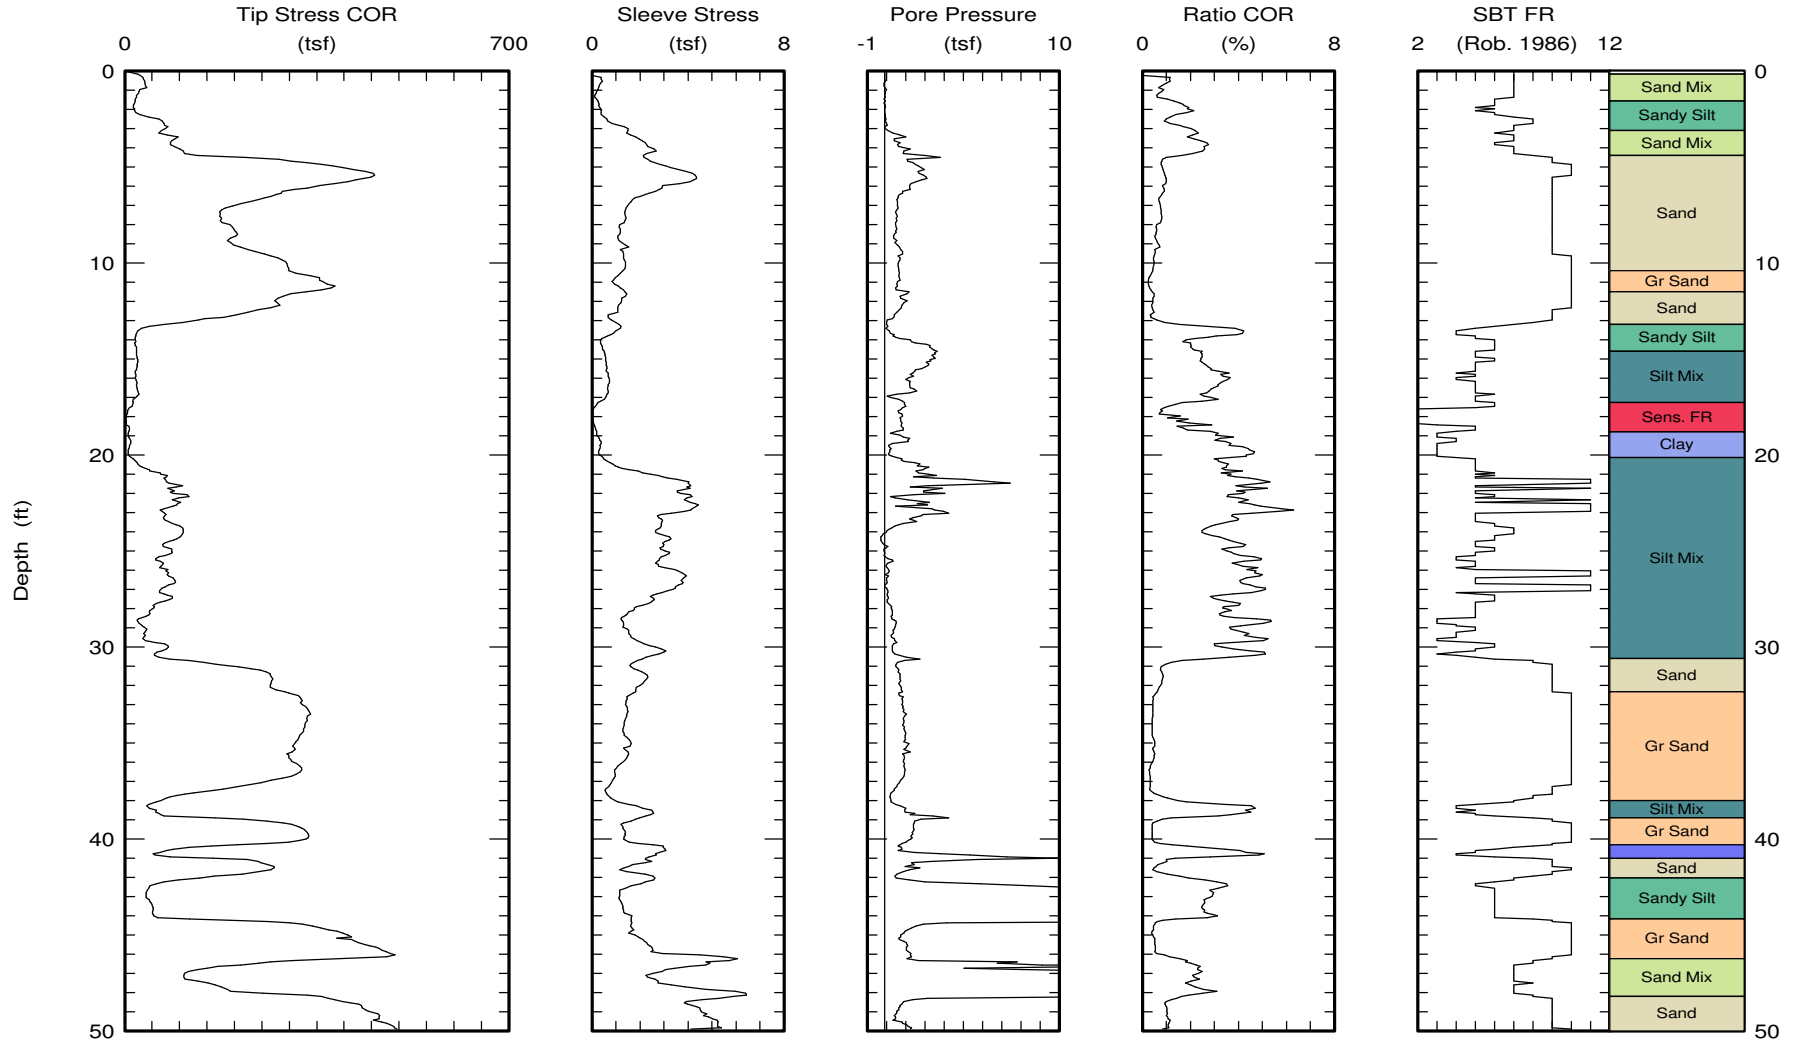 Tip Stress COR Sleeve Stress Pore Pressure Ratio COR SBT FR
0 (tsf) 700 0 (tsf) 8 -1 (tsf) 10 0 (%) 8 2 (Rob. 1986) 12
0 0
Sand Mix
Sandy Silt
Sand Mix
Sand
10 10
Gr Sand
Sand
Sandy Silt
Silt Mix
Sens. FR
Clay
20 20
Depth (ft)
Silt Mix
30 30
Sand
Gr Sand
Silt Mix
Gr Sand
40 40
Sand
Sandy Silt
Gr Sand
Sand Mix
Sand
50 50